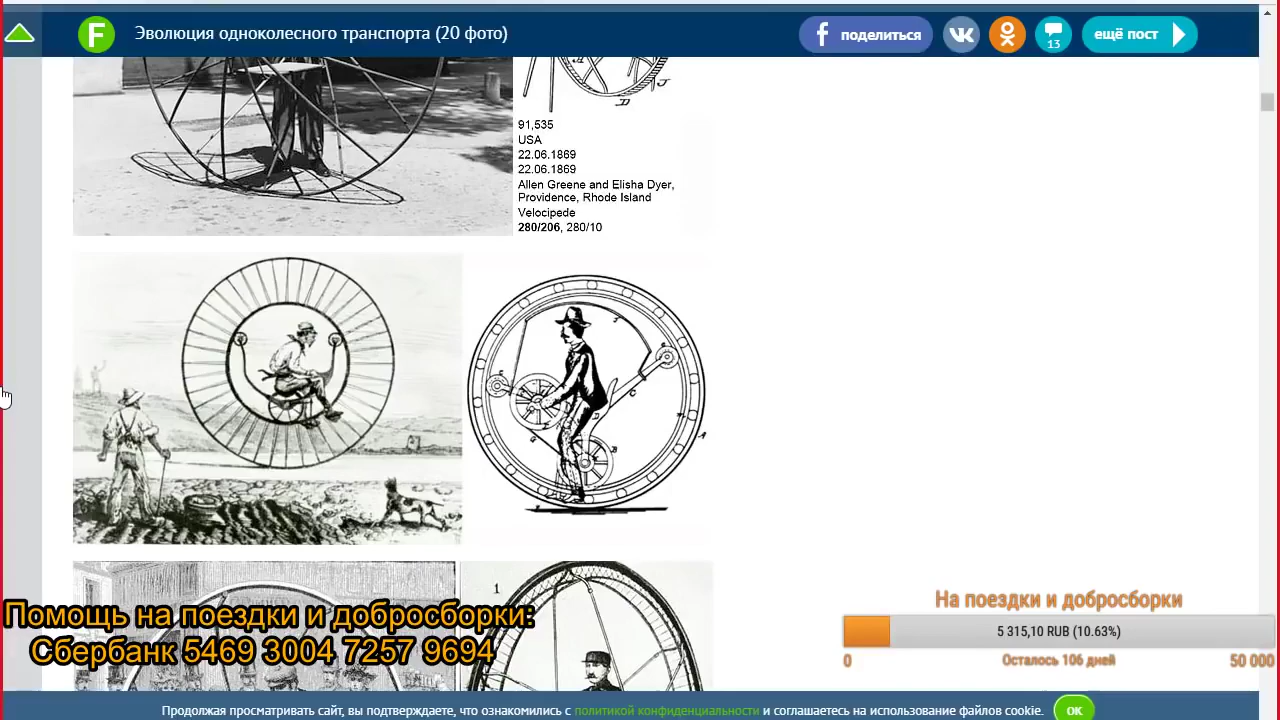 F Эволюция одноколесного транспорта (20 фото) f поделиться 13 ещё пост
91,535
USA
22.06.1869
22.06.1869
Allen Greene and Elisha Dyer,
Providence, Rhode Island
Velocipede
280/206, 280/10
1
На поездки и добросборки
Помощь на поездки и добросборки:
5 315,10 RUB (10.63%)
Сбербанк 5469 3004 7257 9694
0 Осталось 106 дней 50 000
Продолжая просматривать сайт, вы подтверждаете, что ознакомились с политикой конфиденциальности и соглашаетесь на использование файлов cookie. ОК